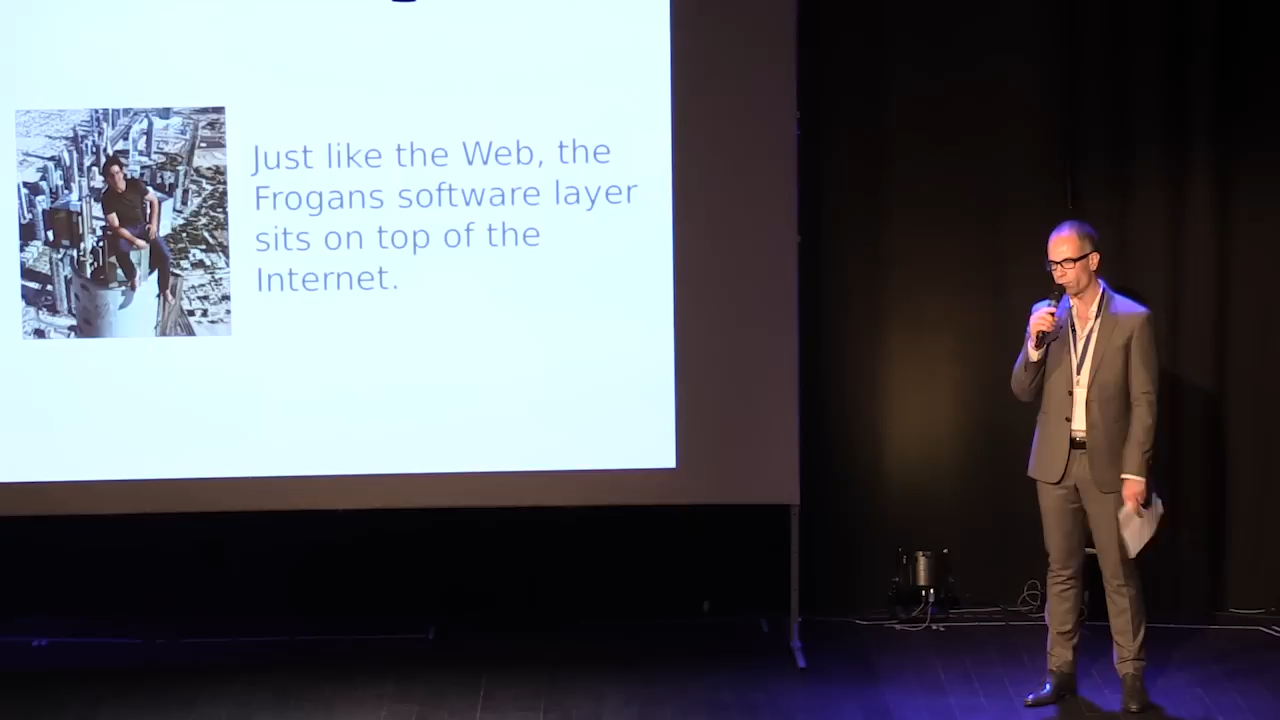 Just like the Web, the
Frogans software layer
sits on top of the
Internet.